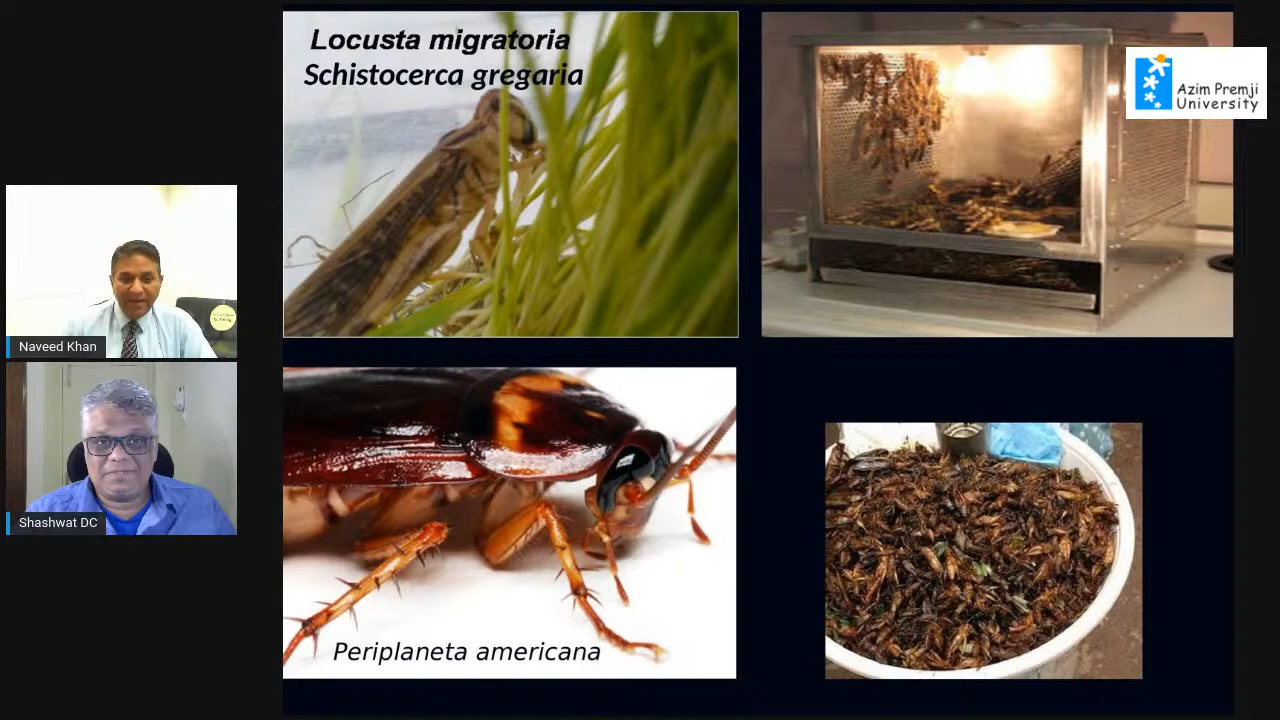 Locusta migratoria
Schistocerca gregaria
Azim Premji
University
Naveed Khan
Shashwat DC
Periplaneta americana